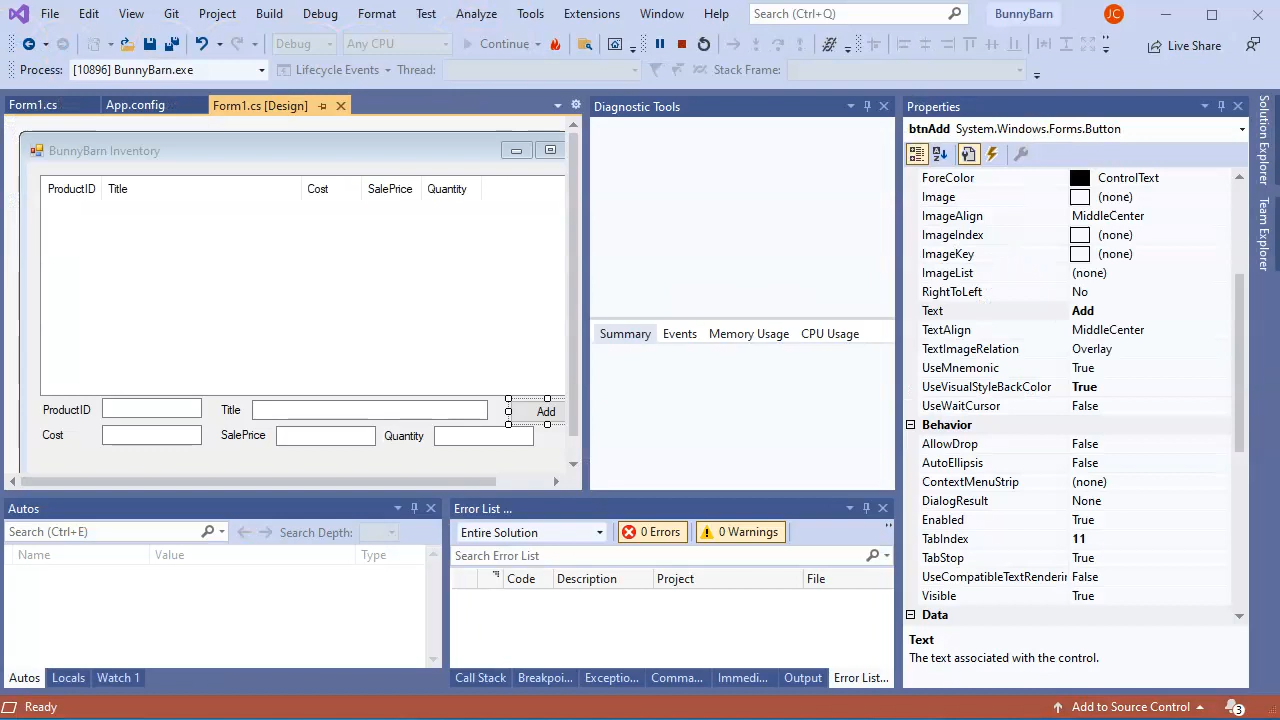 File Edit View Git Project Build Debug Format Test Analyze Tools Extensions Window Help Search (Ctrl+Q) BunnyBarn JC
Debug Any CPU Continue Live Share
Process: [10896] BunnyBarn.exe Lifecycle Events Thread: Stack Frame:
Form1.cs App.config Form1.cs [Design]
BunnyBarn Inventory
ProductID Title Cost SalePrice Quantity
ProductID Title Add
Cost SalePrice Quantity
Diagnostic Tools
Summary Events Memory Usage CPU Usage
Properties
btnAdd System.Windows.Forms.Button
ForeColor ControlText
Image (none)
ImageAlign MiddleCenter
ImageIndex (none)
ImageKey (none)
ImageList (none)
RightToLeft No
Text Add
TextAlign MiddleCenter
TextImageRelation Overlay
UseMnemonic True
UseVisualStyleBackColor True
UseWaitCursor False
Behavior
AllowDrop False
AutoEllipsis False
ContextMenuStrip (none)
DialogResult None
Enabled True
TabIndex 11
TabStop True
UseCompatibleTextRenderin False
Visible True
Data
Text
The text associated with the control.
Solution Explorer
Team Explorer
Autos
Search (Ctrl+E) Search Depth:
Name Value Type
Autos Locals Watch 1
Error List ...
Entire Solution 0 Errors 0 Warnings
Search Error List
Code Description Project File
Call Stack Breakpoi... Exceptio... Comma... Immedi... Output Error List...
Ready Add to Source Control 3